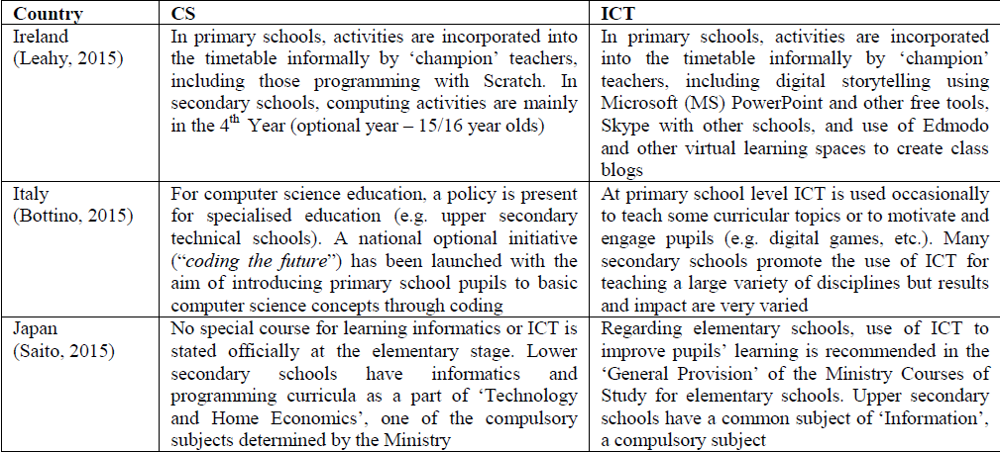 Country CS ICT
Ireland
(Leahy, 2015)
In primary schools, activities are incorporated into
the timetable informally by ‘champion’ teachers,
including those programming with Scratch. In
secondary schools, computing activities are mainly
in the 4th Year (optional year – 15/16 year olds)
In primary schools, activities are incorporated
into the timetable informally by ‘champion’
teachers, including digital storytelling using
Microsoft (MS) PowerPoint and other free tools,
Skype with other schools, and use of Edmodo
and other virtual learning spaces to create class
blogs
Italy
(Bottino, 2015)
For computer science education, a policy is present
for specialised education (e.g. upper secondary
technical schools). A national optional initiative
(“coding the future”) has been launched with the
aim of introducing primary school pupils to basic
computer science concepts through coding
At primary school level ICT is used occasionally
to teach some curricular topics or to motivate and
engage pupils (e.g. digital games, etc.). Many
secondary schools promote the use of ICT for
teaching a large variety of disciplines but results
and impact are very varied
Japan
(Saito, 2015)
No special course for learning informatics or ICT is
stated officially at the elementary stage. Lower
secondary schools have informatics and
programming curricula as a part of ‘Technology
and Home Economics’, one of the compulsory
subjects determined by the Ministry
Regarding elementary schools, use of ICT to
improve pupils’ learning is recommended in the
‘General Provision’ of the Ministry Courses of
Study for elementary schools. Upper secondary
schools have a common subject of ‘Information’,
a compulsory subject